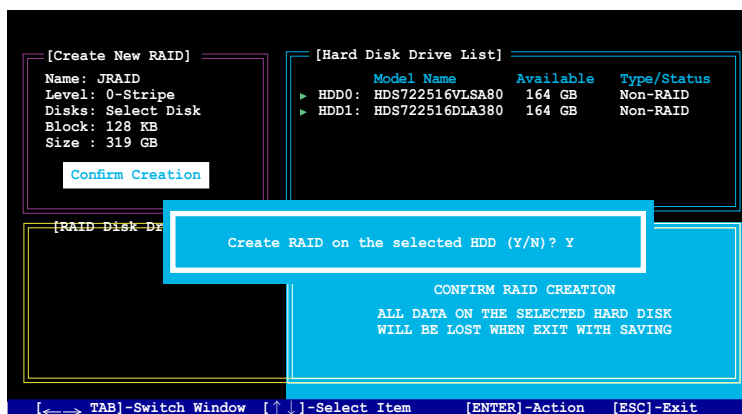 [Create New RAID]
Name: JRAID
Level: 0-Stripe
Disks: Select Disk
Block: 128 KB
Size : 319 GB
Confirm Creation
[Hard Disk Drive List]
Model Name Available Type/Status
HDD0: HDS722516VLSA80 164 GB Non-RAID
HDD1: HDS722516DLA380 164 GB Non-RAID
[RAID Disk Dr
Create RAID on the selected HDD (Y/N)? Y
CONFIRM RAID CREATION
ALL DATA ON THE SELECTED HARD DISK
WILL BE LOST WHEN EXIT WITH SAVING
[←→ TAB]-Switch Window [↑↓]-Select Item [ENTER]-Action [ESC]-Exit